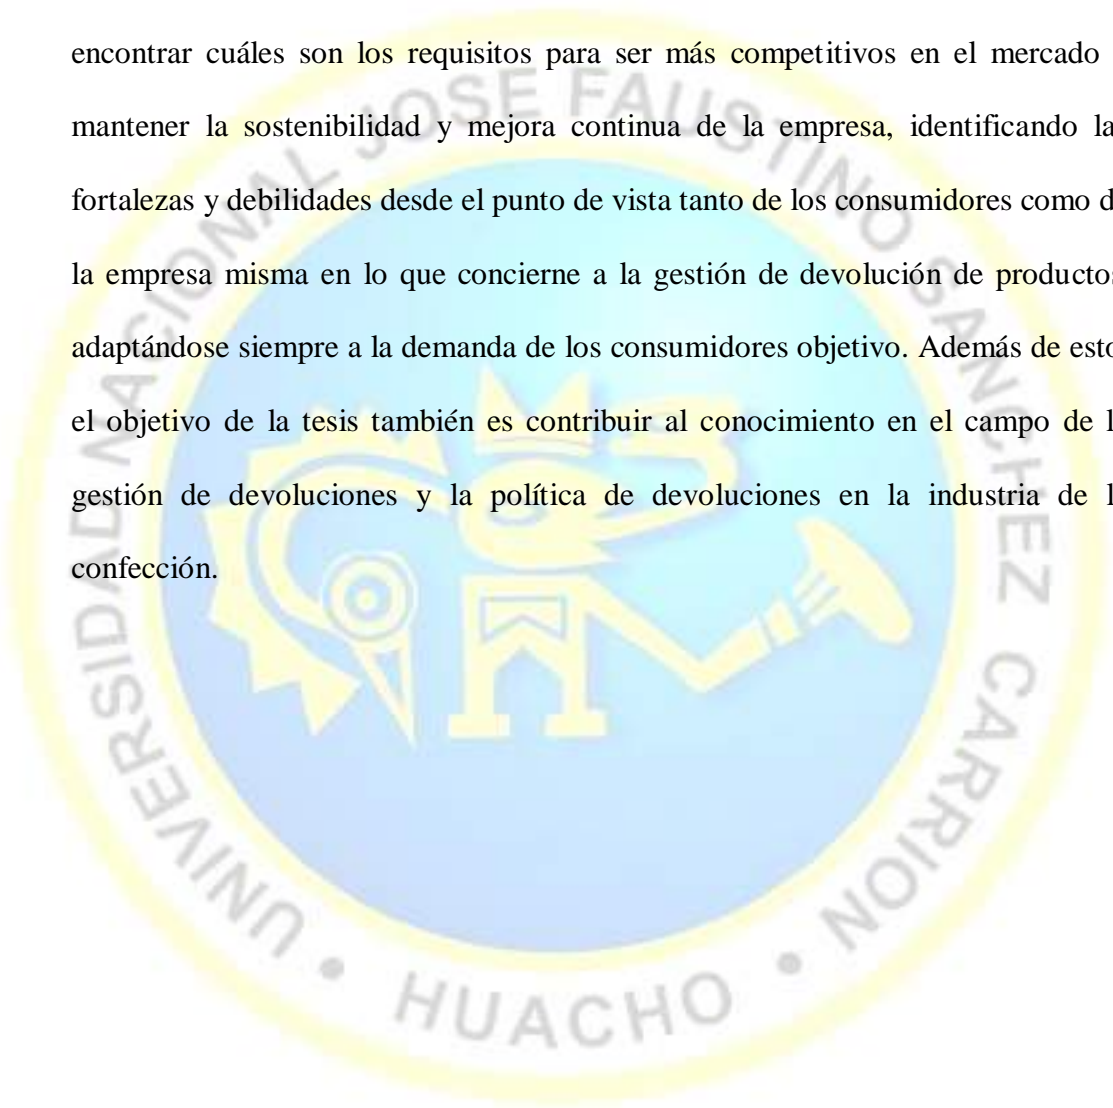 encontrar cuáles son los requisitos para ser más competitivos en el mercado
mantener la sostenibilidad y mejora continua de la empresa, identificando la
fortalezas y debilidades desde el punto de vista tanto de los consumidores como d
la empresa misma en lo que concierne a la gestión de devolución de productos
adaptándose siempre a la demanda de los consumidores objetivo. Además de esto
el objetivo de la tesis también es contribuir al conocimiento en el campo de l
gestión de devoluciones y la política de devoluciones en la industria de l
confección.
UNIVERSIDAD NACIONAL JOSE FAUSTINO SANCHEZ CARRION • HUACHO •